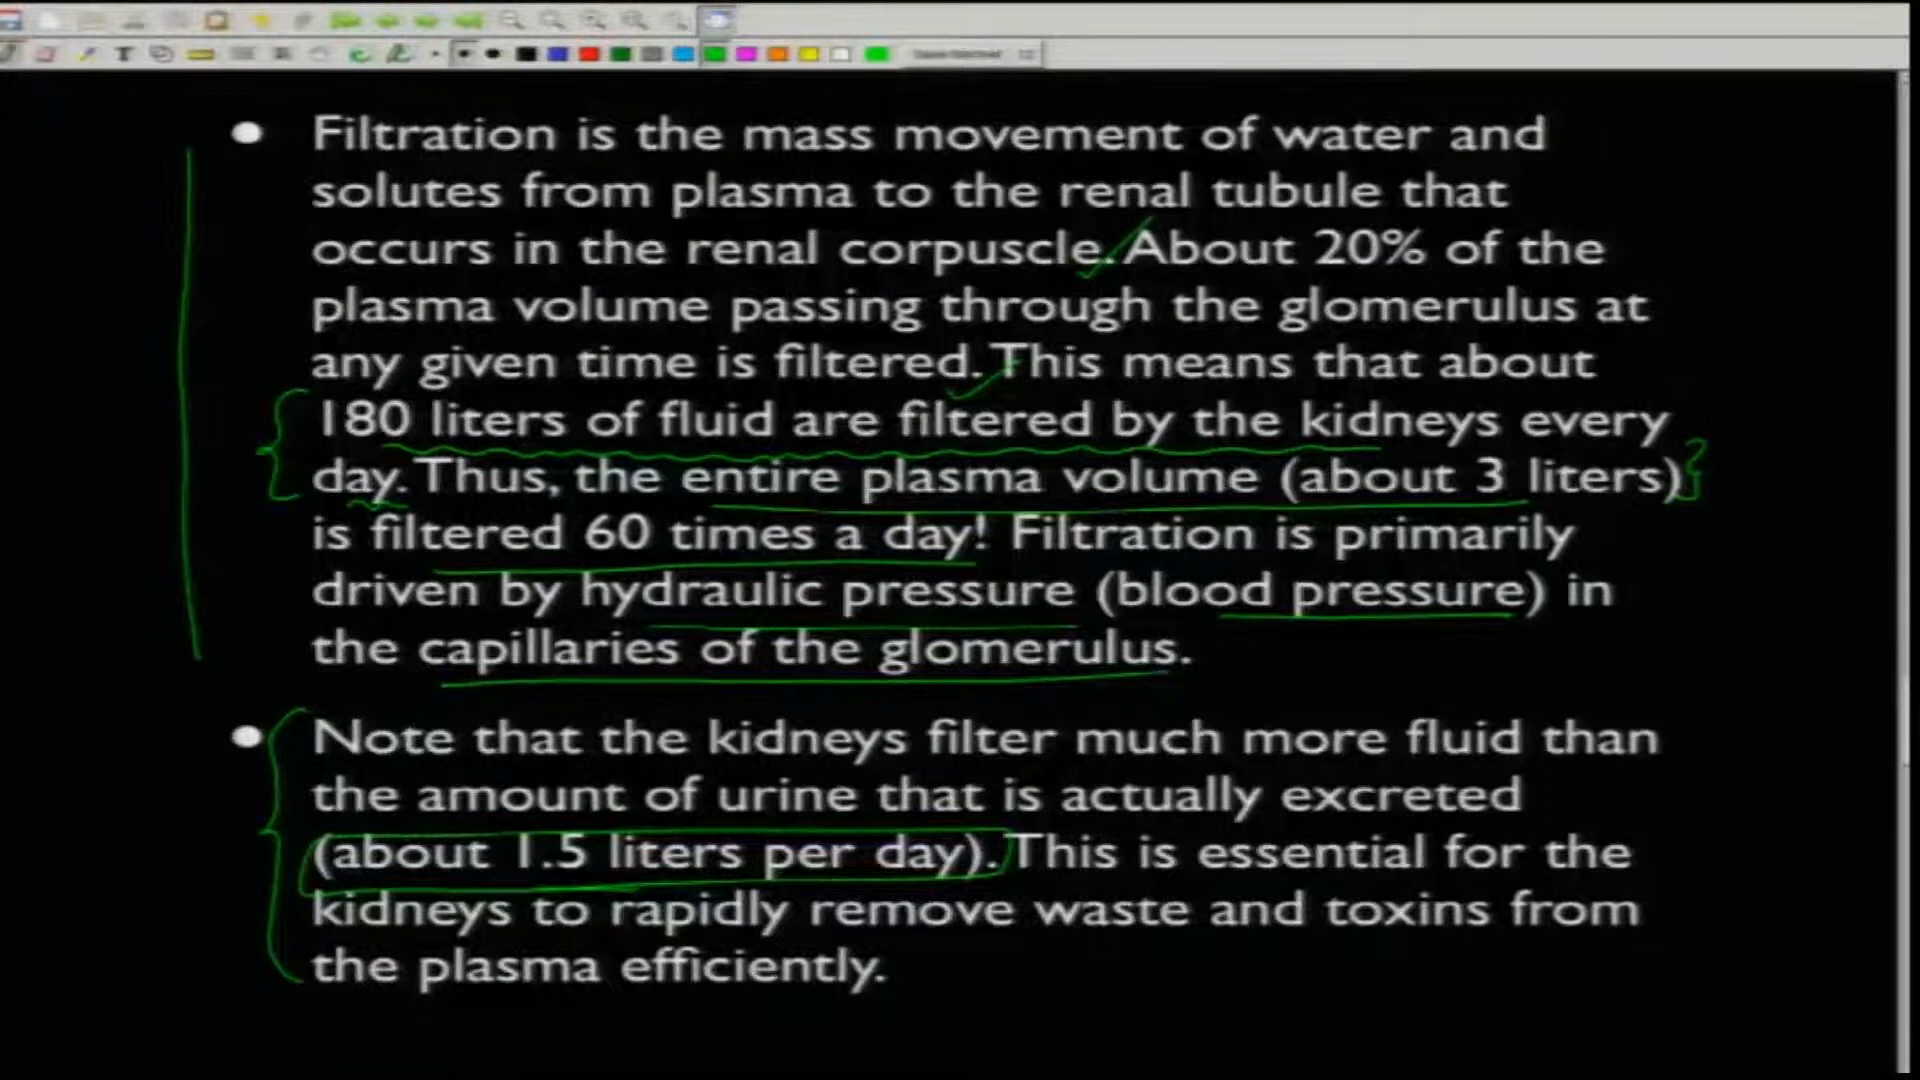 • Filtration is the mass movement of water and
solutes from plasma to the renal tubule that
occurs in the renal corpuscle. About 20% of the
plasma volume passing through the glomerulus at
any given time is filtered. This means that about
180 liters of fluid are filtered by the kidneys every
day. Thus, the entire plasma volume (about 3 liters)
is filtered 60 times a day! Filtration is primarily
driven by hydraulic pressure (blood pressure) in
the capillaries of the glomerulus.
• Note that the kidneys filter much more fluid than
the amount of urine that is actually excreted
(about 1.5 liters per day). This is essential for the
kidneys to rapidly remove waste and toxins from
the plasma efficiently.